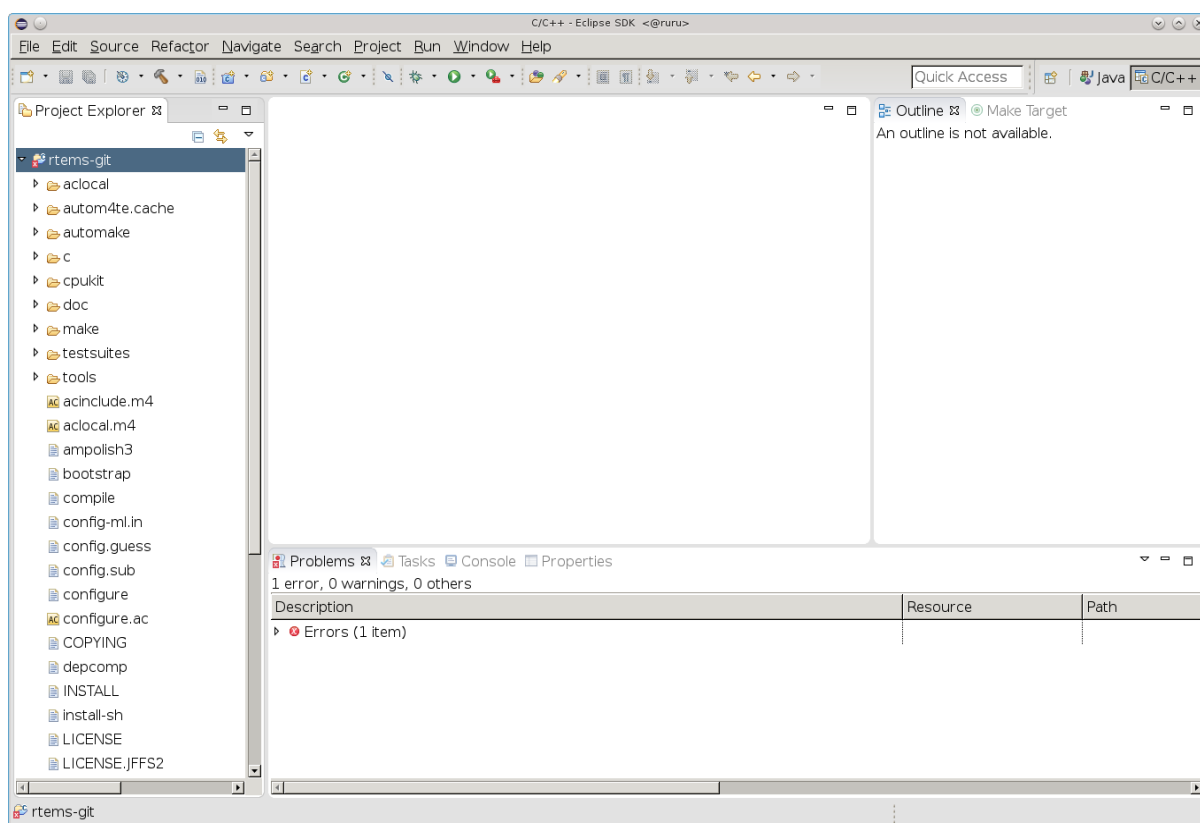 C/C++ - Eclipse SDK <@ruru>
File Edit Source Refactor Navigate Search Project Run Window Help
Quick Access Java C/C++
Project Explorer
Outline Make Target
An outline is not available.
rtems-git
aclocal
autom4te.cache
automake
c
cpukit
doc
make
testsuites
tools
acinclude.m4
aclocal.m4
ampolish3
bootstrap
compile
config-ml.in
config.guess
config.sub
configure
configure.ac
COPYING
depcomp
INSTALL
install-sh
LICENSE
LICENSE.JFFS2
Problems Tasks Console Properties
1 error, 0 warnings, 0 others
Description Resource Path
Errors (1 item)
rtems-git